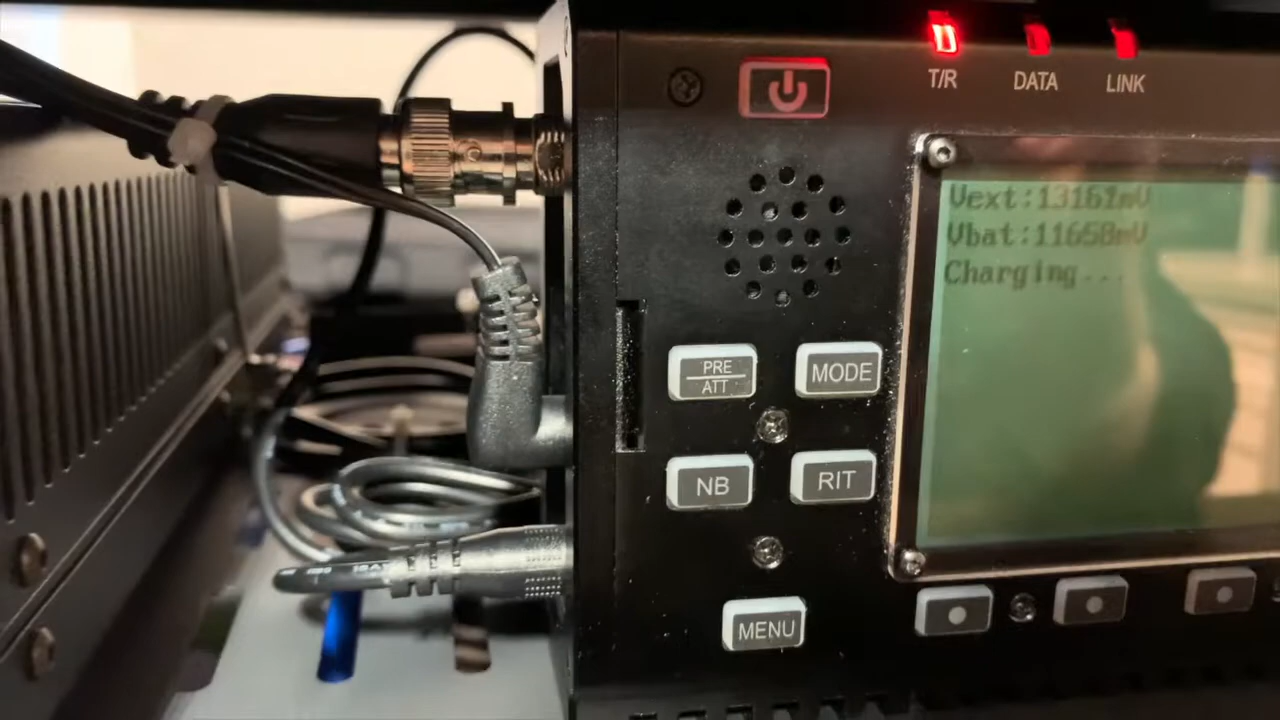 T/R DATA LINK
Vext:13161mV
Vbat:11658mV
Charging...
PRE
ATT
MODE
NB
RIT
MENU